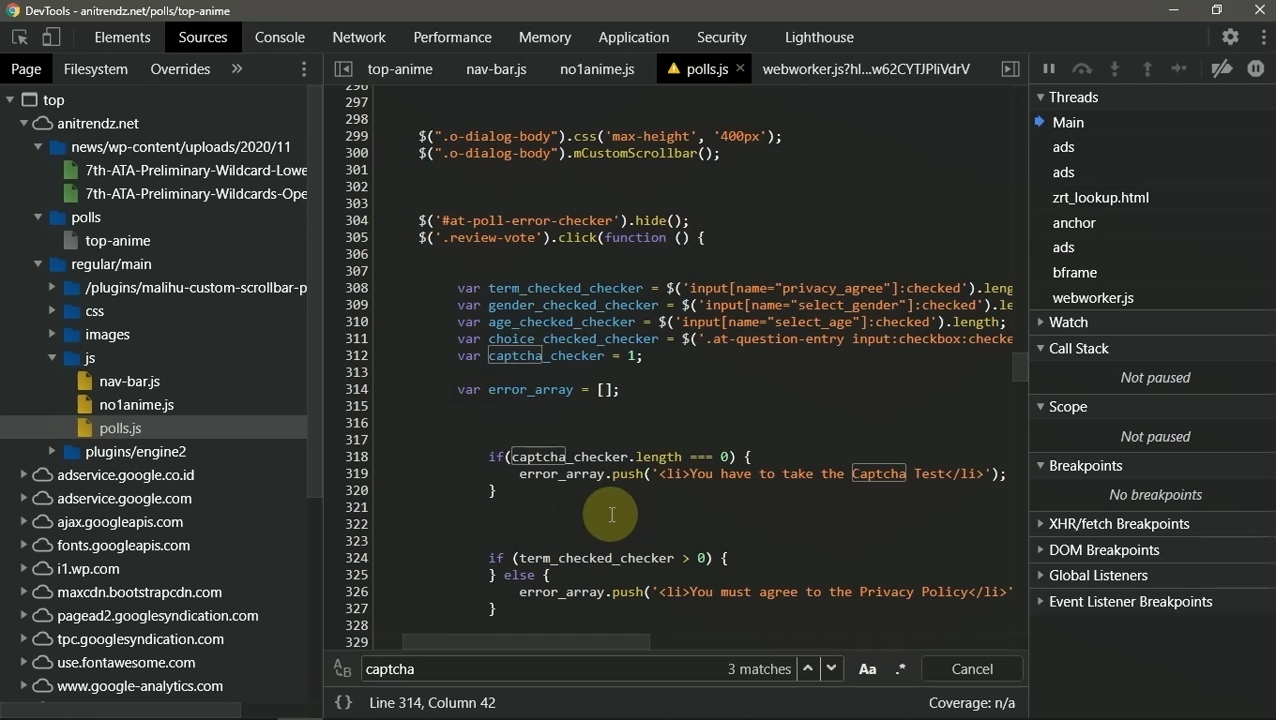 DevTools - anitrendz.net/polls/top-anime
Elements Sources Console Network Performance Memory Application Security Lighthouse
Page Filesystem Overrides »
top-anime nav-bar.js no1anime.js polls.js × webworker.js?hl...w62CYTJPliVdrV
top
anitrendz.net
news/wp-content/uploads/2020/11
7th-ATA-Preliminary-Wildcard-Lowe
7th-ATA-Preliminary-Wildcards-Ope
polls
top-anime
regular/main
/plugins/malihu-custom-scrollbar-p
css
images
js
nav-bar.js
no1anime.js
polls.js
plugins/engine2
adservice.google.co.id
adservice.google.com
ajax.googleapis.com
fonts.googleapis.com
i1.wp.com
maxcdn.bootstrapcdn.com
pagead2.googlesyndication.com
tpc.googlesyndication.com
use.fontawesome.com
www.google-analytics.com
296
297
298
299 $(".o-dialog-body").css('max-height', '400px');
300 $(".o-dialog-body").mCustomScrollbar();
301
302
303
304 $('#at-poll-error-checker').hide();
305 $('.review-vote').click(function () {
306
307
308 var term_checked_checker = $('input[name="privacy_agree"]:checked').leng
309 var gender_checked_checker = $('input[name="select_gender"]:checked').le
310 var age_checked_checker = $('input[name="select_age"]:checked').length;
311 var choice_checked_checker = $('.at-question-entry input:checkbox:checke
312 var captcha_checker = 1;
313
314 var error_array = [];
315
316
317
318 if(captcha_checker.length === 0) {
319 error_array.push('<li>You have to take the Captcha Test</li>');
320 }
321
322
323
324 if (term_checked_checker > 0) {
325 } else {
326 error_array.push('<li>You must agree to the Privacy Policy</li>'
327 }
328
329
captcha 3 matches Aa .* Cancel
{} Line 314, Column 42 Coverage: n/a
Threads
Main
ads
ads
zrt_lookup.html
anchor
ads
bframe
webworker.js
Watch
Call Stack
Not paused
Scope
Not paused
Breakpoints
No breakpoints
XHR/fetch Breakpoints
DOM Breakpoints
Global Listeners
Event Listener Breakpoints